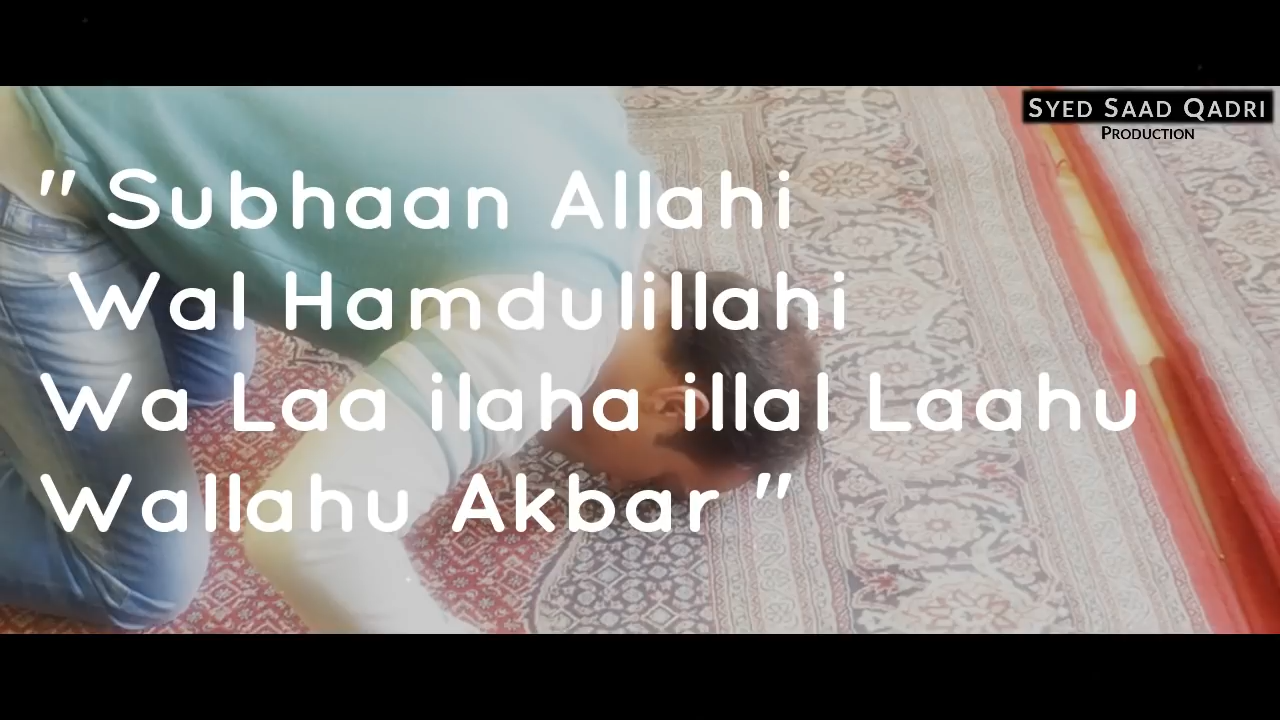 SYED SAAD QADRI
PRODUCTION
" Subhaan Allahi
Wal Hamdulillahi
Wa Laa ilaha illal Laahu
Wallahu Akbar "